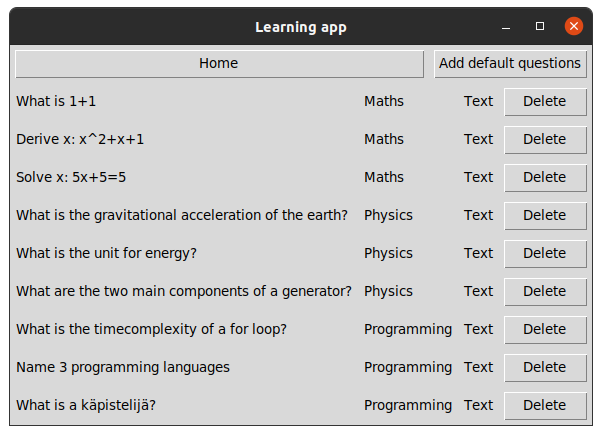 Learning app
Home Add default questions
What is 1+1 Maths Text Delete
Derive x: x^2+x+1 Maths Text Delete
Solve x: 5x+5=5 Maths Text Delete
What is the gravitational acceleration of the earth? Physics Text Delete
What is the unit for energy? Physics Text Delete
What are the two main components of a generator? Physics Text Delete
What is the timecomplexity of a for loop? Programming Text Delete
Name 3 programming languages Programming Text Delete
What is a käpistelijä? Programming Text Delete